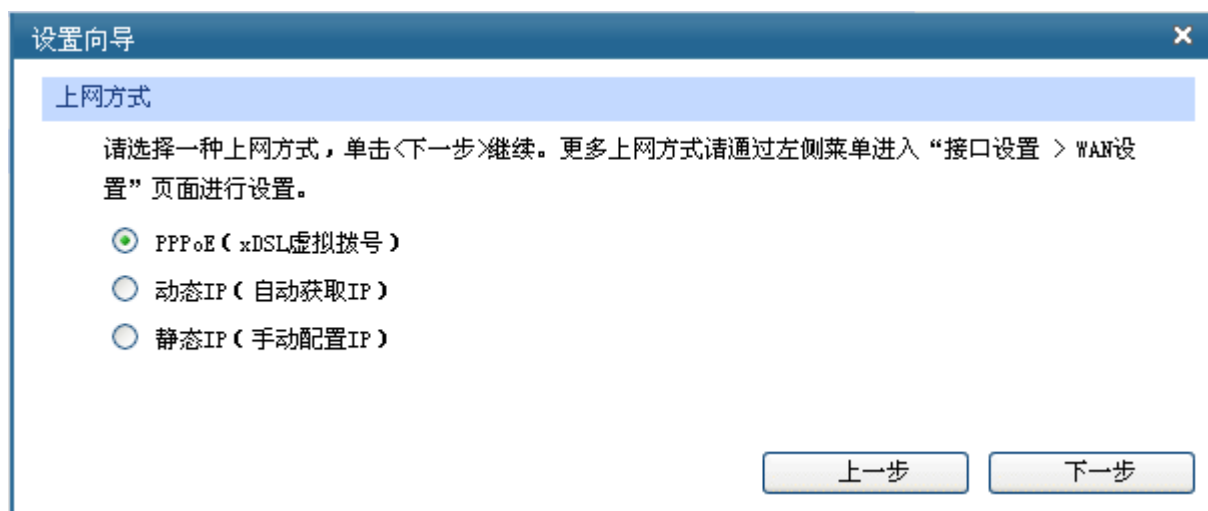 设置向导
上网方式
请选择一种上网方式，单击<下一步>继续。更多上网方式请通过左侧菜单进入“接口设置 > WAN设
置”页面进行设置。
PPPoE（xDSL虚拟拨号）
动态IP（自动获取IP）
静态IP（手动配置IP）
上一步 下一步